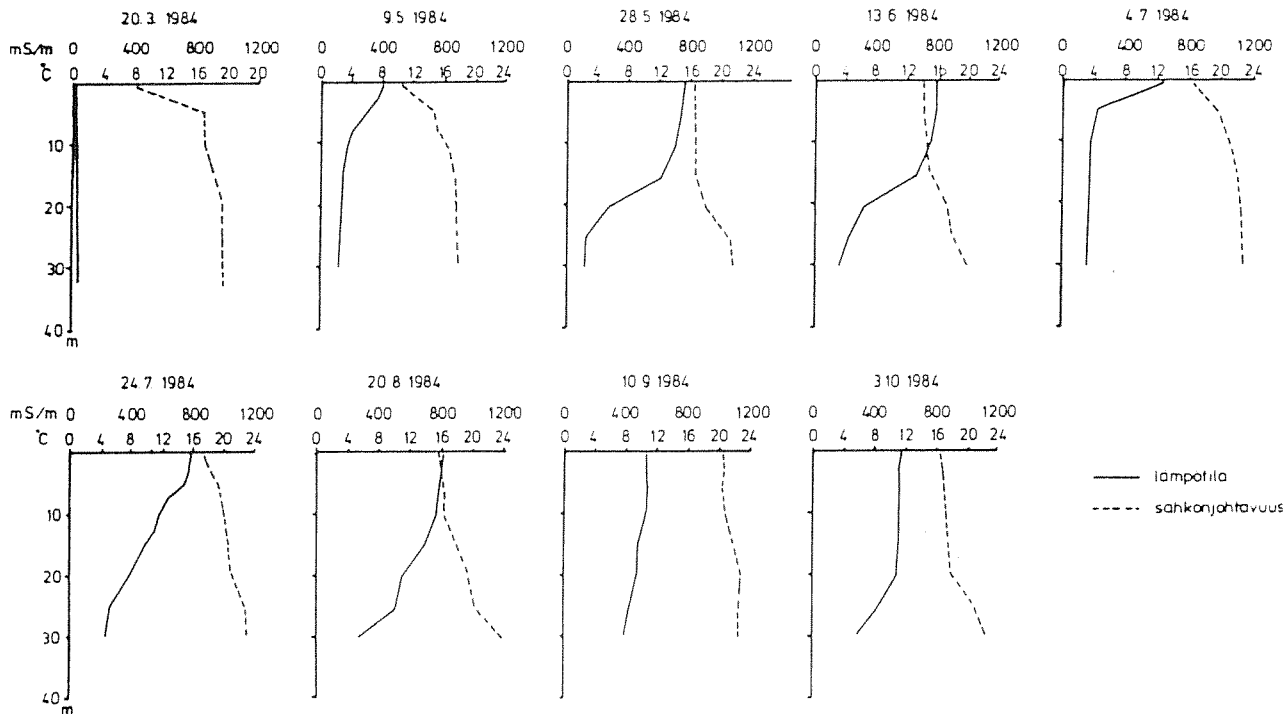 20.3. 1984 9.5 1984 28 5 1984 13 6 1984 4 7 1984
mS/m 0 400 800 1200 0 400 800 1200 0 400 800 1200 0 400 800 1200 0 400 800 1200
°C 0 4 8 12 16 20 20 0 4 8 12 16 20 24 0 4 8 12 16 20 24 0 4 8 12 16 20 24 0 4 8 12 16 20 24
10
20
30
40
m
24.7. 1984 20 8 1984 10 9 1984 3 10 1984
mS/m 0 400 800 1200 0 400 800 1200 0 400 800 1200 0 400 800 1200
°C 0 4 8 12 16 20 24 0 4 8 12 16 20 24 0 4 8 12 16 20 24 0 4 8 12 16 20 24
lämpötila
sähkönjohtavuus
10
20
30
40
m